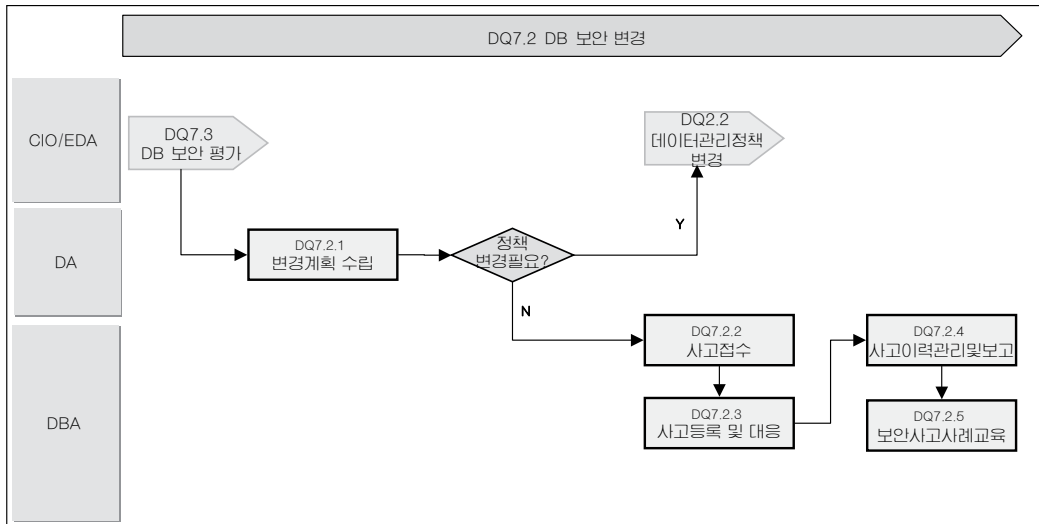 DQ7.2 DB 보안 변경
CIO/EDA
DQ7.3
DB 보안 평가
DQ2.2
데이터관리정책
변경
DA
DQ7.2.1
변경계획 수립
정책
변경필요?
Y
N
DBA
DQ7.2.2
사고접수
DQ7.2.3
사고등록 및 대응
DQ7.2.4
사고이력관리및보고
DQ7.2.5
보안사고사례교육